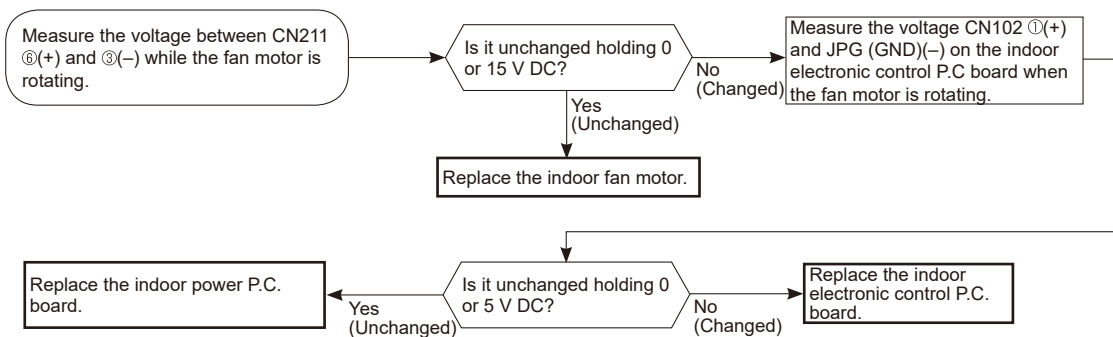 Measure the voltage between CN211
⑥(+) and ③(–) while the fan motor is
rotating.
Is it unchanged holding 0
or 15 V DC?
No
(Changed)
Measure the voltage CN102 ①(+)
and JPG (GND)(–) on the indoor
electronic control P.C board when
the fan motor is rotating.
Yes
(Unchanged)
Replace the indoor fan motor.
Is it unchanged holding 0
or 5 V DC?
Yes
(Unchanged)
Replace the indoor power P.C.
board.
No
(Changed)
Replace the indoor
electronic control P.C.
board.